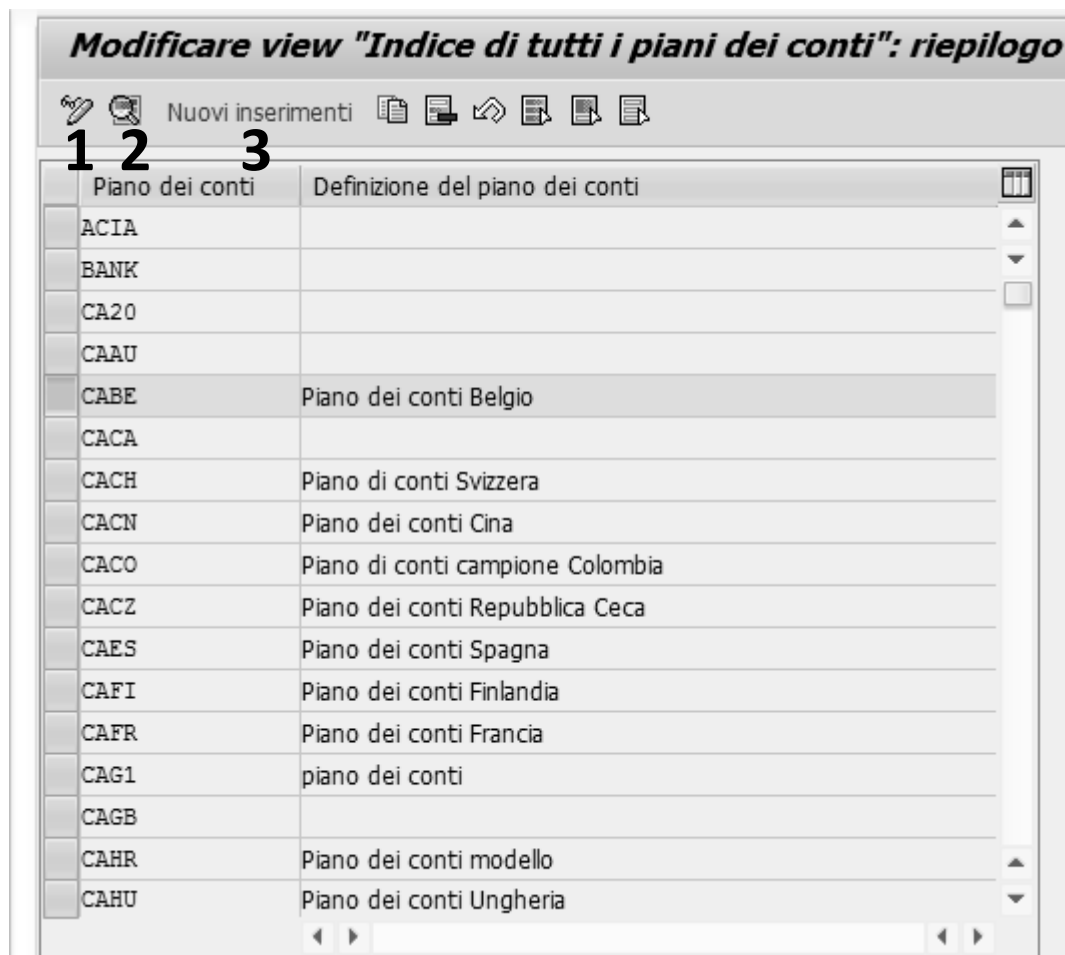 Modificare view "Indice di tutti i piani dei conti": riepilogo
Nuovi inserimenti
1 2 3
Piano dei conti Definizione del piano dei conti
ACIA
BANK
CA20
CAAU
CABE Piano dei conti Belgio
CACA
CACH Piano di conti Svizzera
CACN Piano dei conti Cina
CACO Piano di conti campione Colombia
CACZ Piano dei conti Repubblica Ceca
CAES Piano dei conti Spagna
CAFI Piano dei conti Finlandia
CAFR Piano dei conti Francia
CAG1 piano dei conti
CAGB
CAHR Piano dei conti modello
CAHU Piano dei conti Ungheria